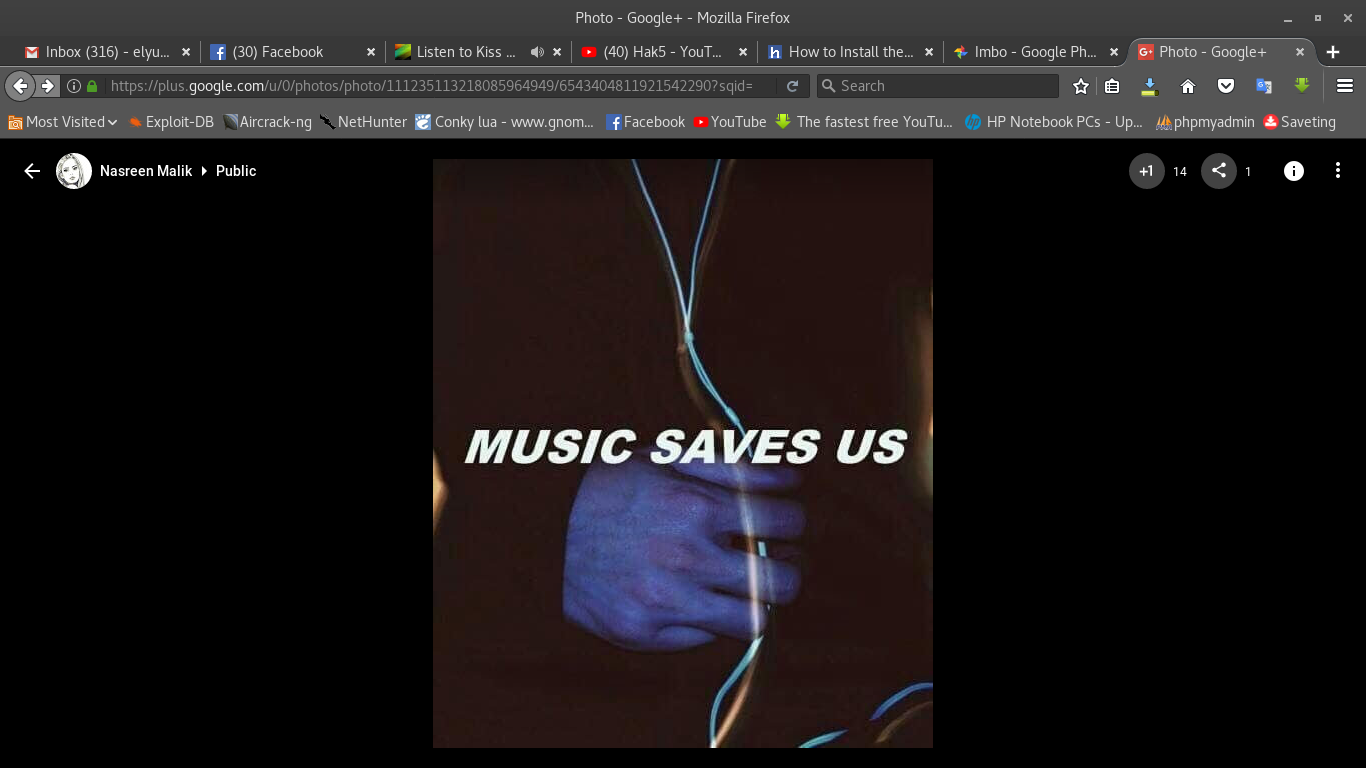 Photo - Google+ - Mozilla Firefox
Inbox (316) - elyu...
(30) Facebook
Listen to Kiss ...
(40) Hak5 - YouT...
How to Install the...
Imbo - Google Ph...
Photo - Google+
https://plus.google.com/u/0/photos/photo/111235113218085964949/6543404811921542290?sqid=
Search
Most Visited
Exploit-DB
Aircrack-ng
NetHunter
Conky lua - www.gnom...
Facebook
YouTube
The fastest free YouTu...
HP Notebook PCs - Up...
phpmyadmin
Saveting
Nasreen Malik
Public
+1
14
1
MUSIC SAVES US